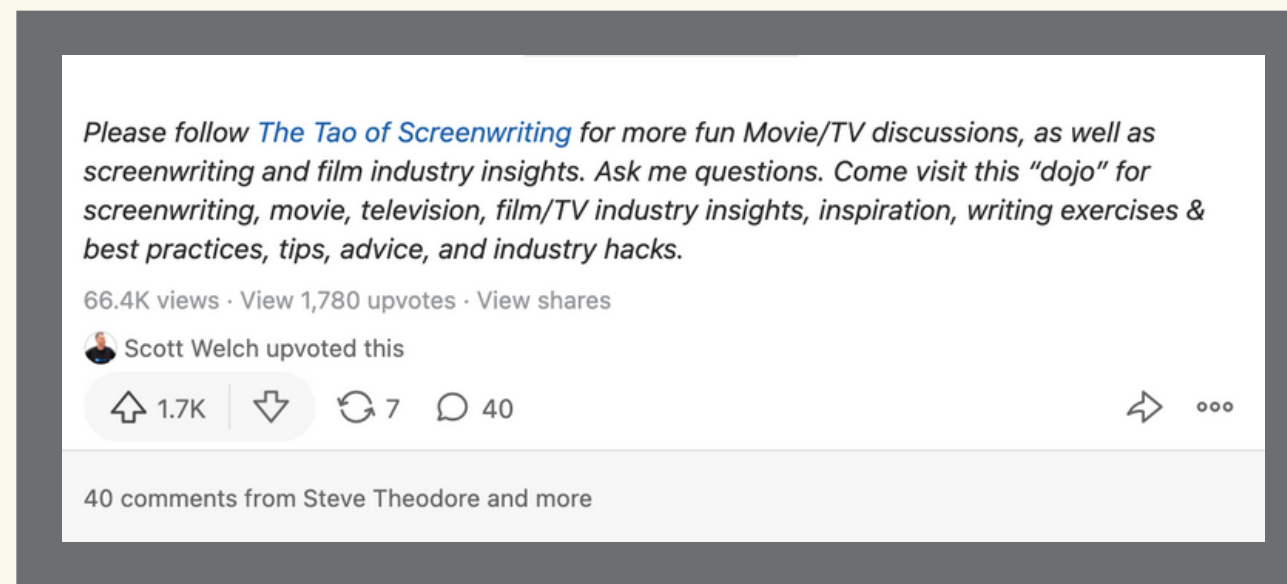 Please follow The Tao of Screenwriting for more fun Movie/TV discussions, as well as
screenwriting and film industry insights. Ask me questions. Come visit this “dojo” for
screenwriting, movie, television, film/TV industry insights, inspiration, writing exercises &
best practices, tips, advice, and industry hacks.
66.4K views · View 1,780 upvotes · View shares
Scott Welch upvoted this
1.7K 7 40
40 comments from Steve Theodore and more